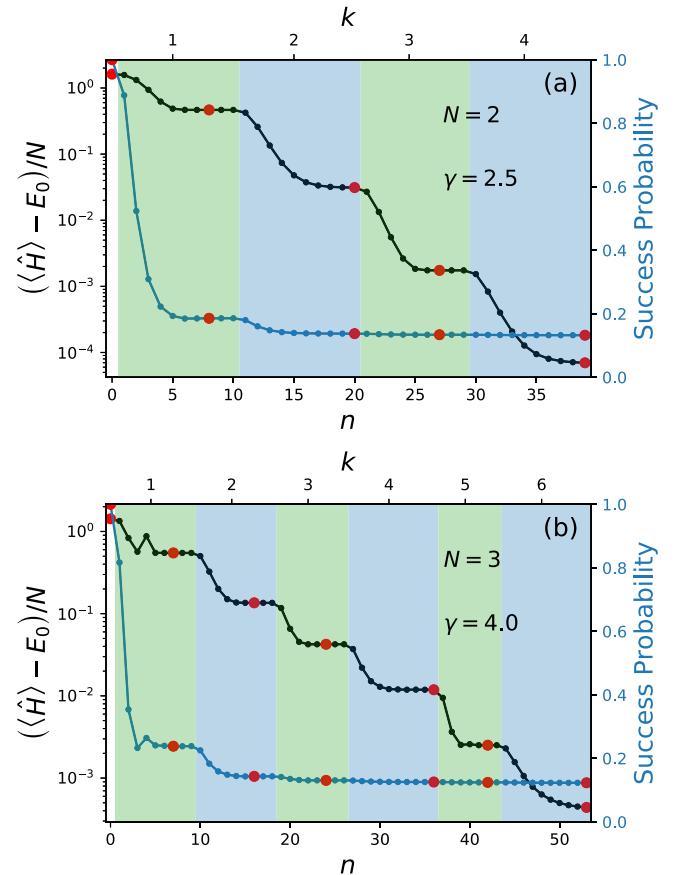 k
1 2 3 4
(a)
N = 2
γ = 2.5
10^0
10^-1
10^-2
10^-3
10^-4
(⟨Ĥ⟩ − E_0)/N
1.0
0.8
0.6
0.4
0.2
0.0
Success Probability
0 5 10 15 20 25 30 35
n
k
1 2 3 4 5 6
(b)
N = 3
γ = 4.0
10^0
10^-1
10^-2
10^-3
(⟨Ĥ⟩ − E_0)/N
1.0
0.8
0.6
0.4
0.2
0.0
Success Probability
0 10 20 30 40 50
n